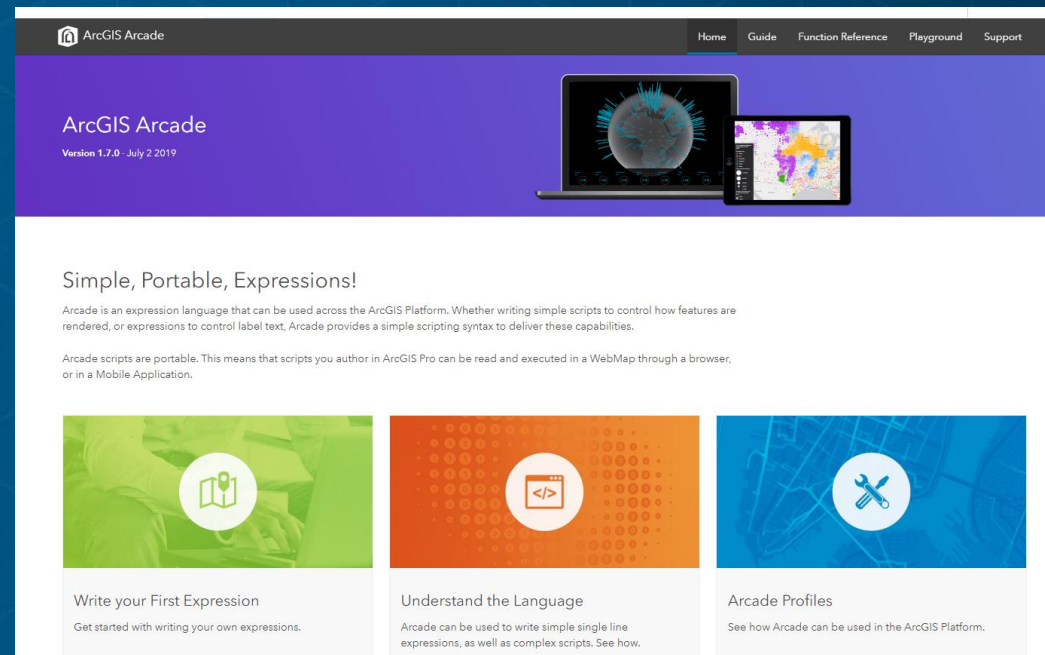 ArcGIS Arcade
Home
Guide
Function Reference
Playground
Support
ArcGIS Arcade
Version 1.7.0 - July 2 2019
Simple, Portable, Expressions!
Arcade is an expression language that can be used across the ArcGIS Platform. Whether writing simple scripts to control how features are
rendered, or expressions to control label text, Arcade provides a simple scripting syntax to deliver these capabilities.
Arcade scripts are portable. This means that scripts you author in ArcGIS Pro can be read and executed in a WebMap through a browser,
or in a Mobile Application.
Write your First Expression
Get started with writing your own expressions.
Understand the Language
Arcade can be used to write simple single line
expressions, as well as complex scripts. See how.
Arcade Profiles
See how Arcade can be used in the ArcGIS Platform.